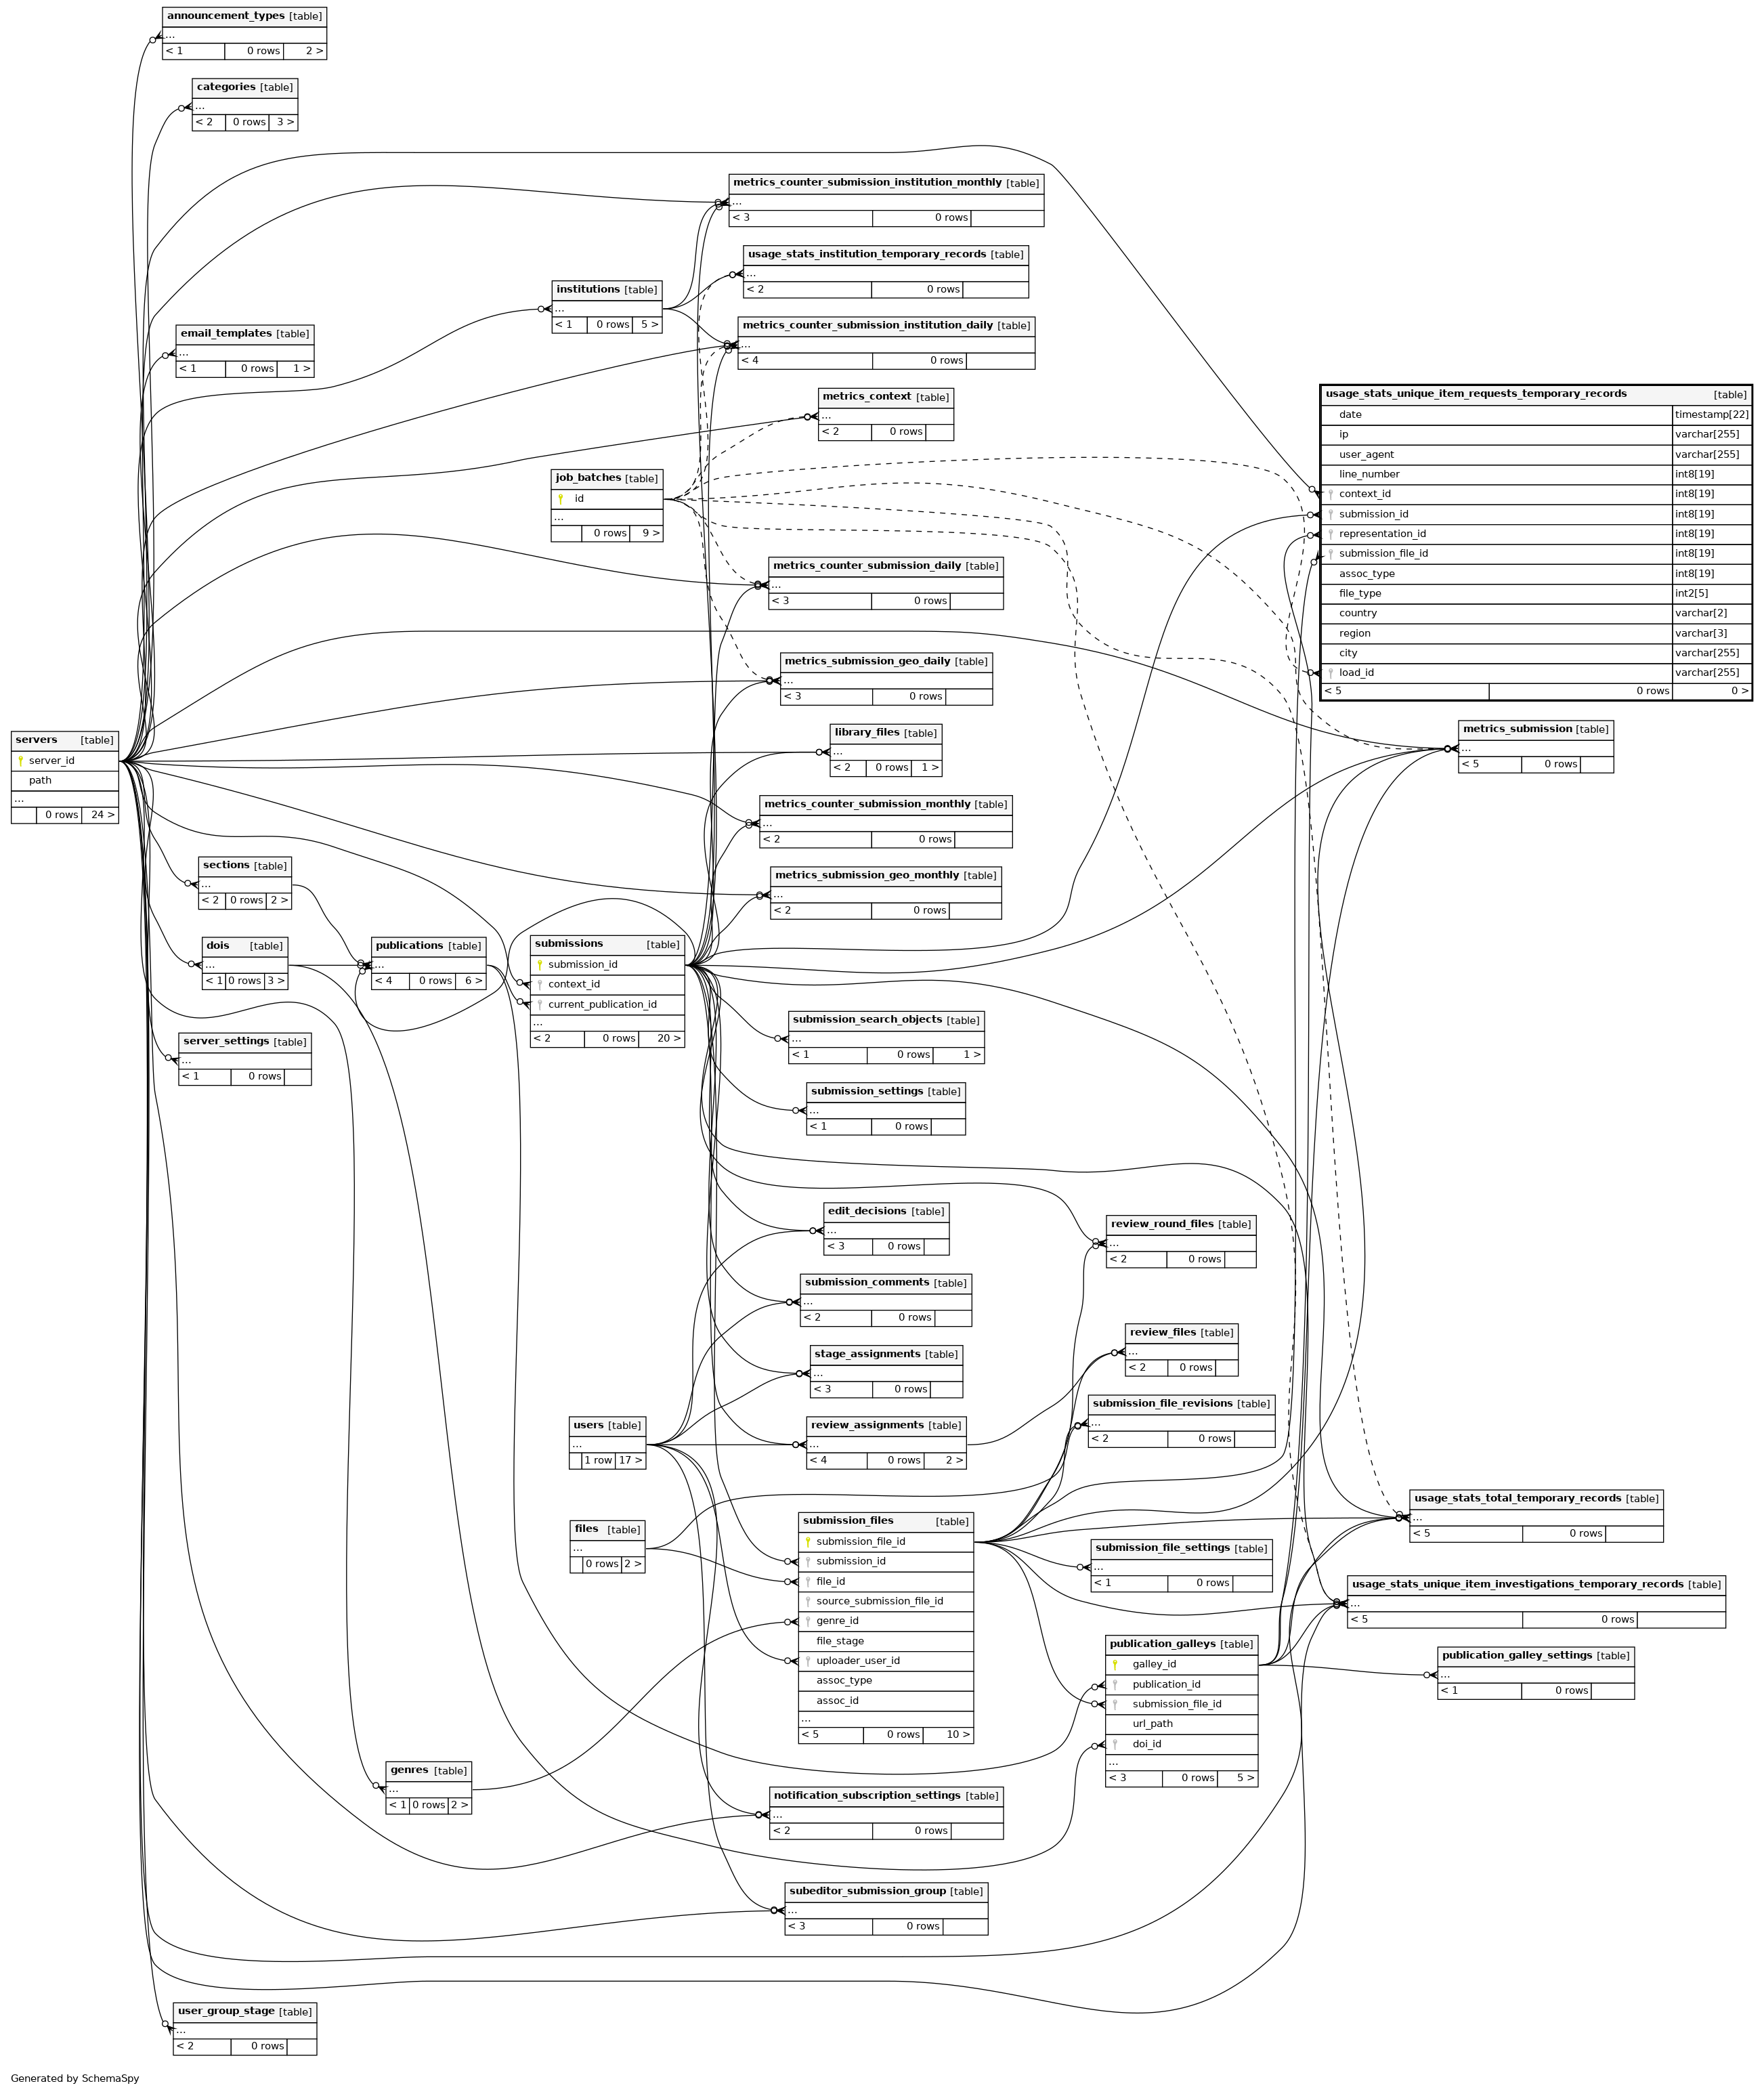 announcement_types [table]
...
< 1 0 rows 2 >
categories [table]
...
< 2 0 rows 3 >
metrics_counter_submission_institution_monthly [table]
...
< 3 0 rows
usage_stats_institution_temporary_records [table]
...
< 2 0 rows
institutions [table]
...
< 1 0 rows 5 >
metrics_counter_submission_institution_daily [table]
...
< 4 0 rows
email_templates [table]
...
< 1 0 rows 1 >
metrics_context [table]
...
< 2 0 rows
usage_stats_unique_item_requests_temporary_records [table]
date timestamp[22]
ip varchar[255]
user_agent varchar[255]
line_number int8[19]
context_id int8[19]
submission_id int8[19]
representation_id int8[19]
submission_file_id int8[19]
assoc_type int8[19]
file_type int2[5]
country varchar[2]
region varchar[3]
city varchar[255]
load_id varchar[255]
< 5 0 rows 0 >
job_batches [table]
id
...
0 rows 9 >
metrics_counter_submission_daily [table]
...
< 3 0 rows
metrics_submission_geo_daily [table]
...
< 3 0 rows
library_files [table]
...
< 2 0 rows 1 >
metrics_submission [table]
...
< 5 0 rows
servers [table]
server_id
path
...
0 rows 24 >
metrics_counter_submission_monthly [table]
...
< 2 0 rows
sections [table]
...
< 2 0 rows 2 >
metrics_submission_geo_monthly [table]
...
< 2 0 rows
dois [table]
...
< 1 0 rows 3 >
publications [table]
...
< 4 0 rows 6 >
submissions [table]
submission_id
context_id
current_publication_id
...
< 2 0 rows 20 >
submission_search_objects [table]
...
< 1 0 rows 1 >
server_settings [table]
...
< 1 0 rows
submission_settings [table]
...
< 1 0 rows
edit_decisions [table]
...
< 3 0 rows
review_round_files [table]
...
< 2 0 rows
submission_comments [table]
...
< 2 0 rows
review_files [table]
...
< 2 0 rows
stage_assignments [table]
...
< 3 0 rows
submission_file_revisions [table]
...
< 2 0 rows
users [table]
...
1 row 17 >
review_assignments [table]
...
< 4 0 rows 2 >
usage_stats_total_temporary_records [table]
...
< 5 0 rows
files [table]
...
0 rows 2 >
submission_files [table]
submission_file_id
submission_id
file_id
source_submission_file_id
genre_id
file_stage
uploader_user_id
assoc_type
assoc_id
...
< 5 0 rows 10 >
submission_file_settings [table]
...
< 1 0 rows
usage_stats_unique_item_investigations_temporary_records [table]
...
< 5 0 rows
publication_galleys [table]
galley_id
publication_id
submission_file_id
url_path
doi_id
...
< 3 0 rows 5 >
publication_galley_settings [table]
...
< 1 0 rows
genres [table]
...
< 1 0 rows 2 >
notification_subscription_settings [table]
...
< 2 0 rows
subeditor_submission_group [table]
...
< 3 0 rows
user_group_stage [table]
...
< 2 0 rows
Generated by SchemaSpy